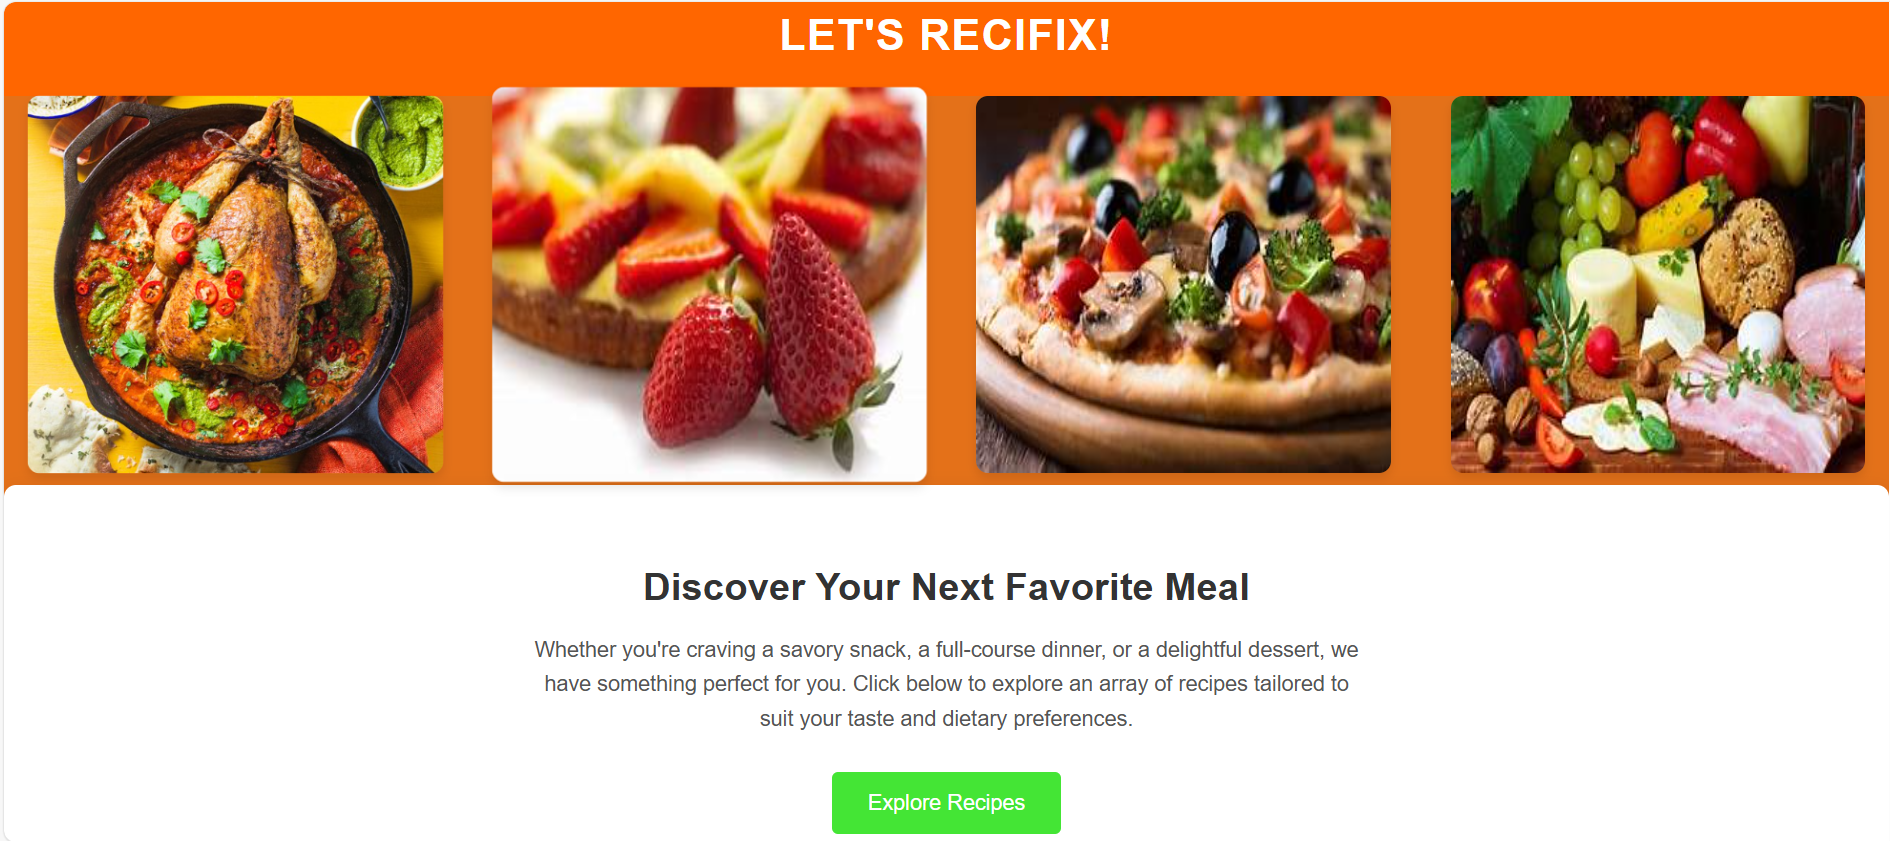 LET'S RECIFIX!
Discover Your Next Favorite Meal
Whether you're craving a savory snack, a full-course dinner, or a delightful dessert, we
have something perfect for you. Click below to explore an array of recipes tailored to
suit your taste and dietary preferences.
Explore Recipes